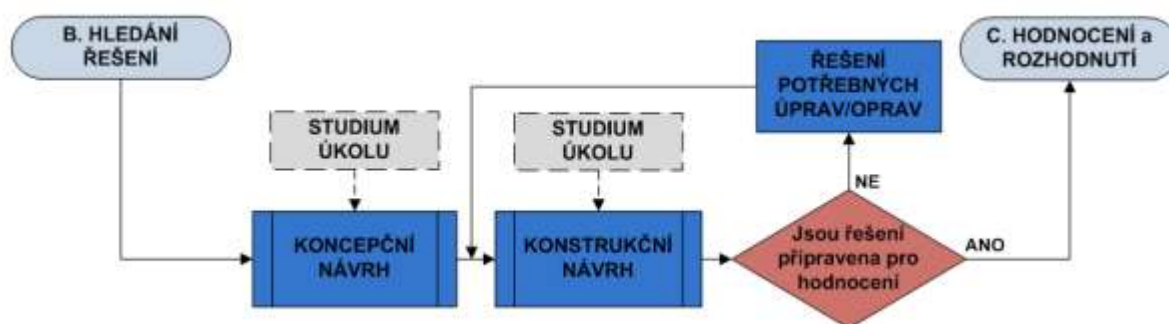 B. HLEDÁNÍ
ŘEŠENÍ
C. HODNOCENÍ a
ROZHODNUTÍ
ŘEŠENÍ
POTŘEBNÝCH
ÚPRAV/OPRAV
STUDIUM
ÚKOLU
STUDIUM
ÚKOLU
NE
KONCEPČNÍ
NÁVRH
KONSTRUKČNÍ
NÁVRH
Jsou řešení
připravena pro
hodnocení
ANO